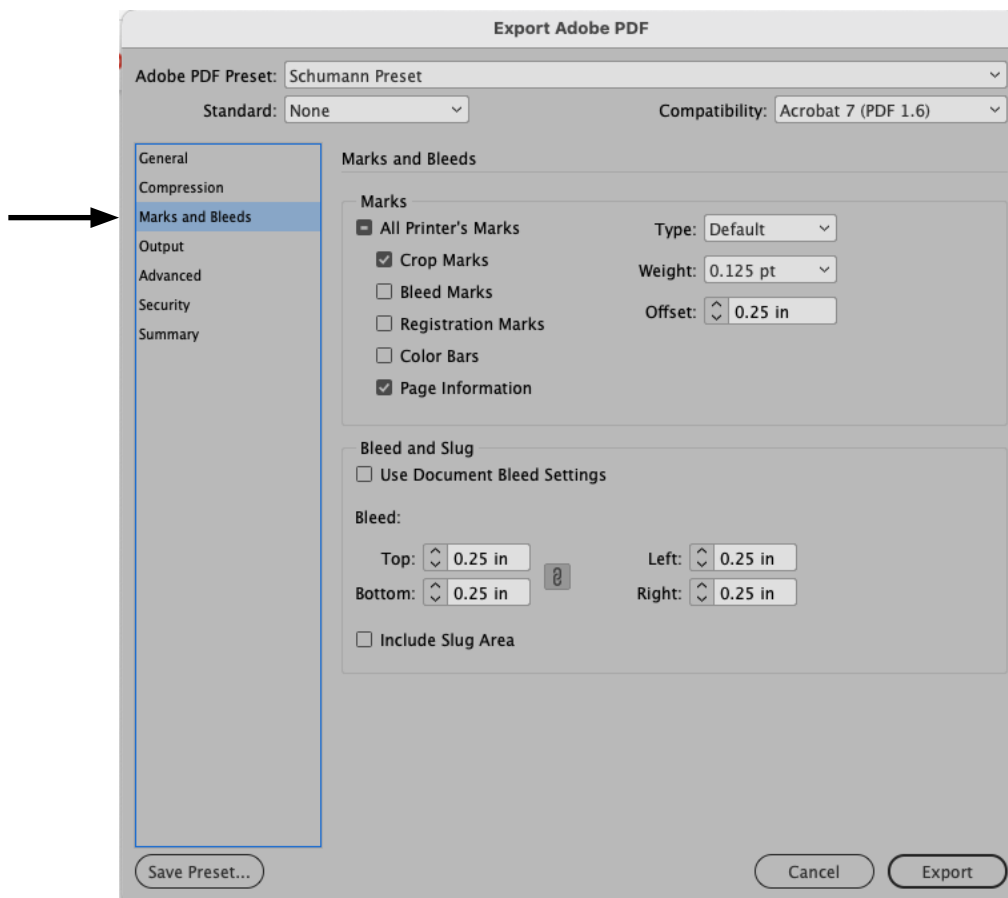 Export Adobe PDF
Adobe PDF Preset: Schumann Preset
Standard: None Compatibility: Acrobat 7 (PDF 1.6)
General
Compression
Marks and Bleeds
Output
Advanced
Security
Summary
Marks and Bleeds
Marks
All Printer's Marks
Crop Marks
Bleed Marks
Registration Marks
Color Bars
Page Information
Type: Default
Weight: 0.125 pt
Offset: 0.25 in
Bleed and Slug
Use Document Bleed Settings
Bleed:
Top: 0.25 in
Bottom: 0.25 in
Left: 0.25 in
Right: 0.25 in
Include Slug Area
Save Preset...
Cancel
Export